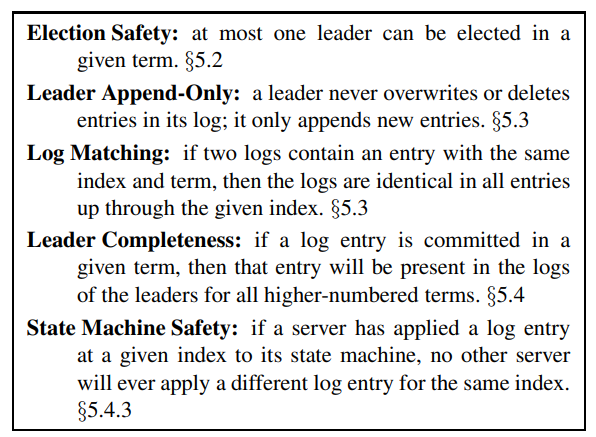 Election Safety: at most one leader can be elected in a
given term. §5.2
Leader Append-Only: a leader never overwrites or deletes
entries in its log; it only appends new entries. §5.3
Log Matching: if two logs contain an entry with the same
index and term, then the logs are identical in all entries
up through the given index. §5.3
Leader Completeness: if a log entry is committed in a
given term, then that entry will be present in the logs
of the leaders for all higher-numbered terms. §5.4
State Machine Safety: if a server has applied a log entry
at a given index to its state machine, no other server
will ever apply a different log entry for the same index.
§5.4.3